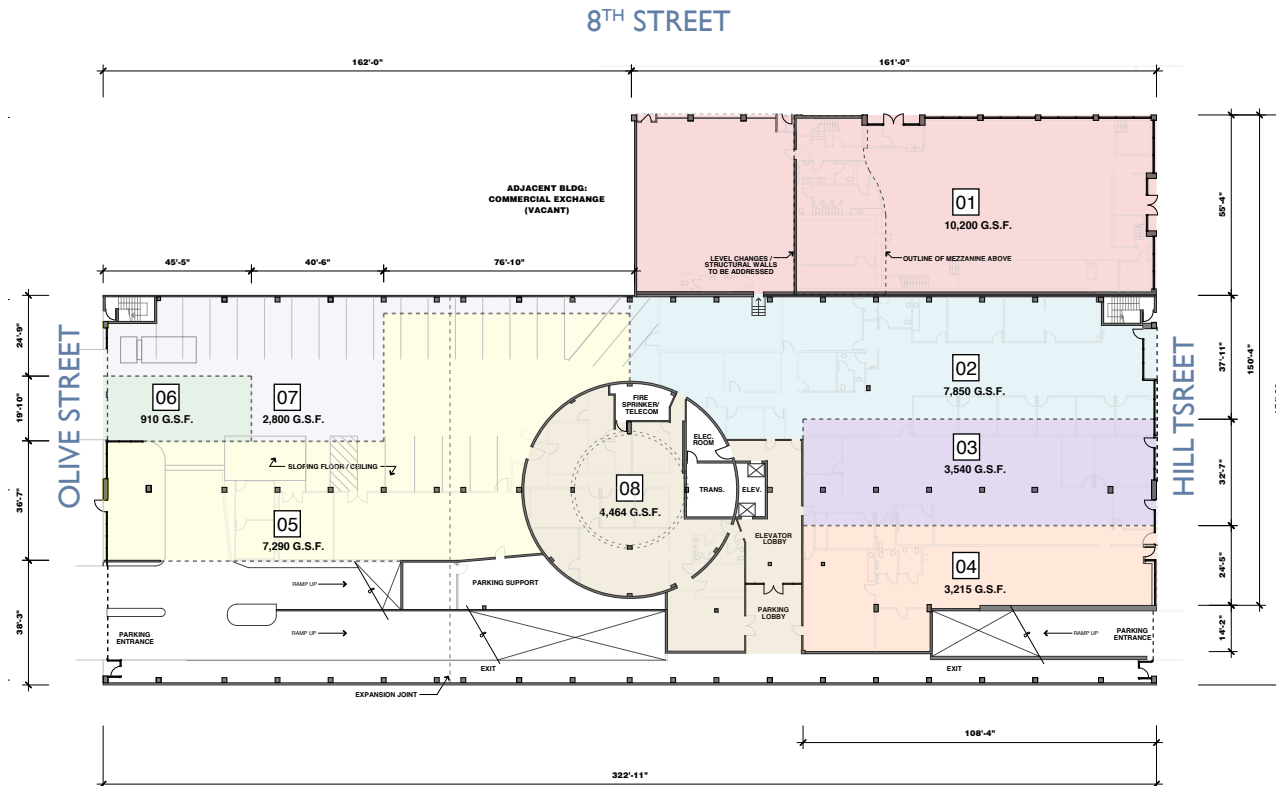 8TH STREET
162'-0"
161'-0"
ADJACENT BLDG:
COMMERCIAL EXCHANGE
(VACANT)
01
10,200 G.S.F.
55'-4"
LEVEL CHANGES /
STRUCTURAL WALLS
TO BE ADDRESSED
OUTLINE OF MEZZANINE ABOVE
45'-5"
40'-6"
76'-10"
24'-9"
37'-11"
150'-4"
OLIVE STREET
HILL TSREET
02
7,850 G.S.F.
06
910 G.S.F.
07
2,800 G.S.F.
19'-10"
FIRE
SPRINKER/
TELECOM
ELEC.
ROOM
03
3,540 G.S.F.
32'-7"
SLOPING FLOOR / CEILING
36'-7"
08
4,464 G.S.F.
TRANS.
ELEV.
05
7,290 G.S.F.
ELEVATOR
LOBBY
04
3,215 G.S.F.
24'-5"
RAMP UP
PARKING SUPPORT
38'-3"
PARKING
LOBBY
PARKING
ENTRANCE
RAMP UP
RAMP UP
PARKING
ENTRANCE
14'-2"
EXIT
EXIT
EXPANSION JOINT
108'-4"
322'-11"